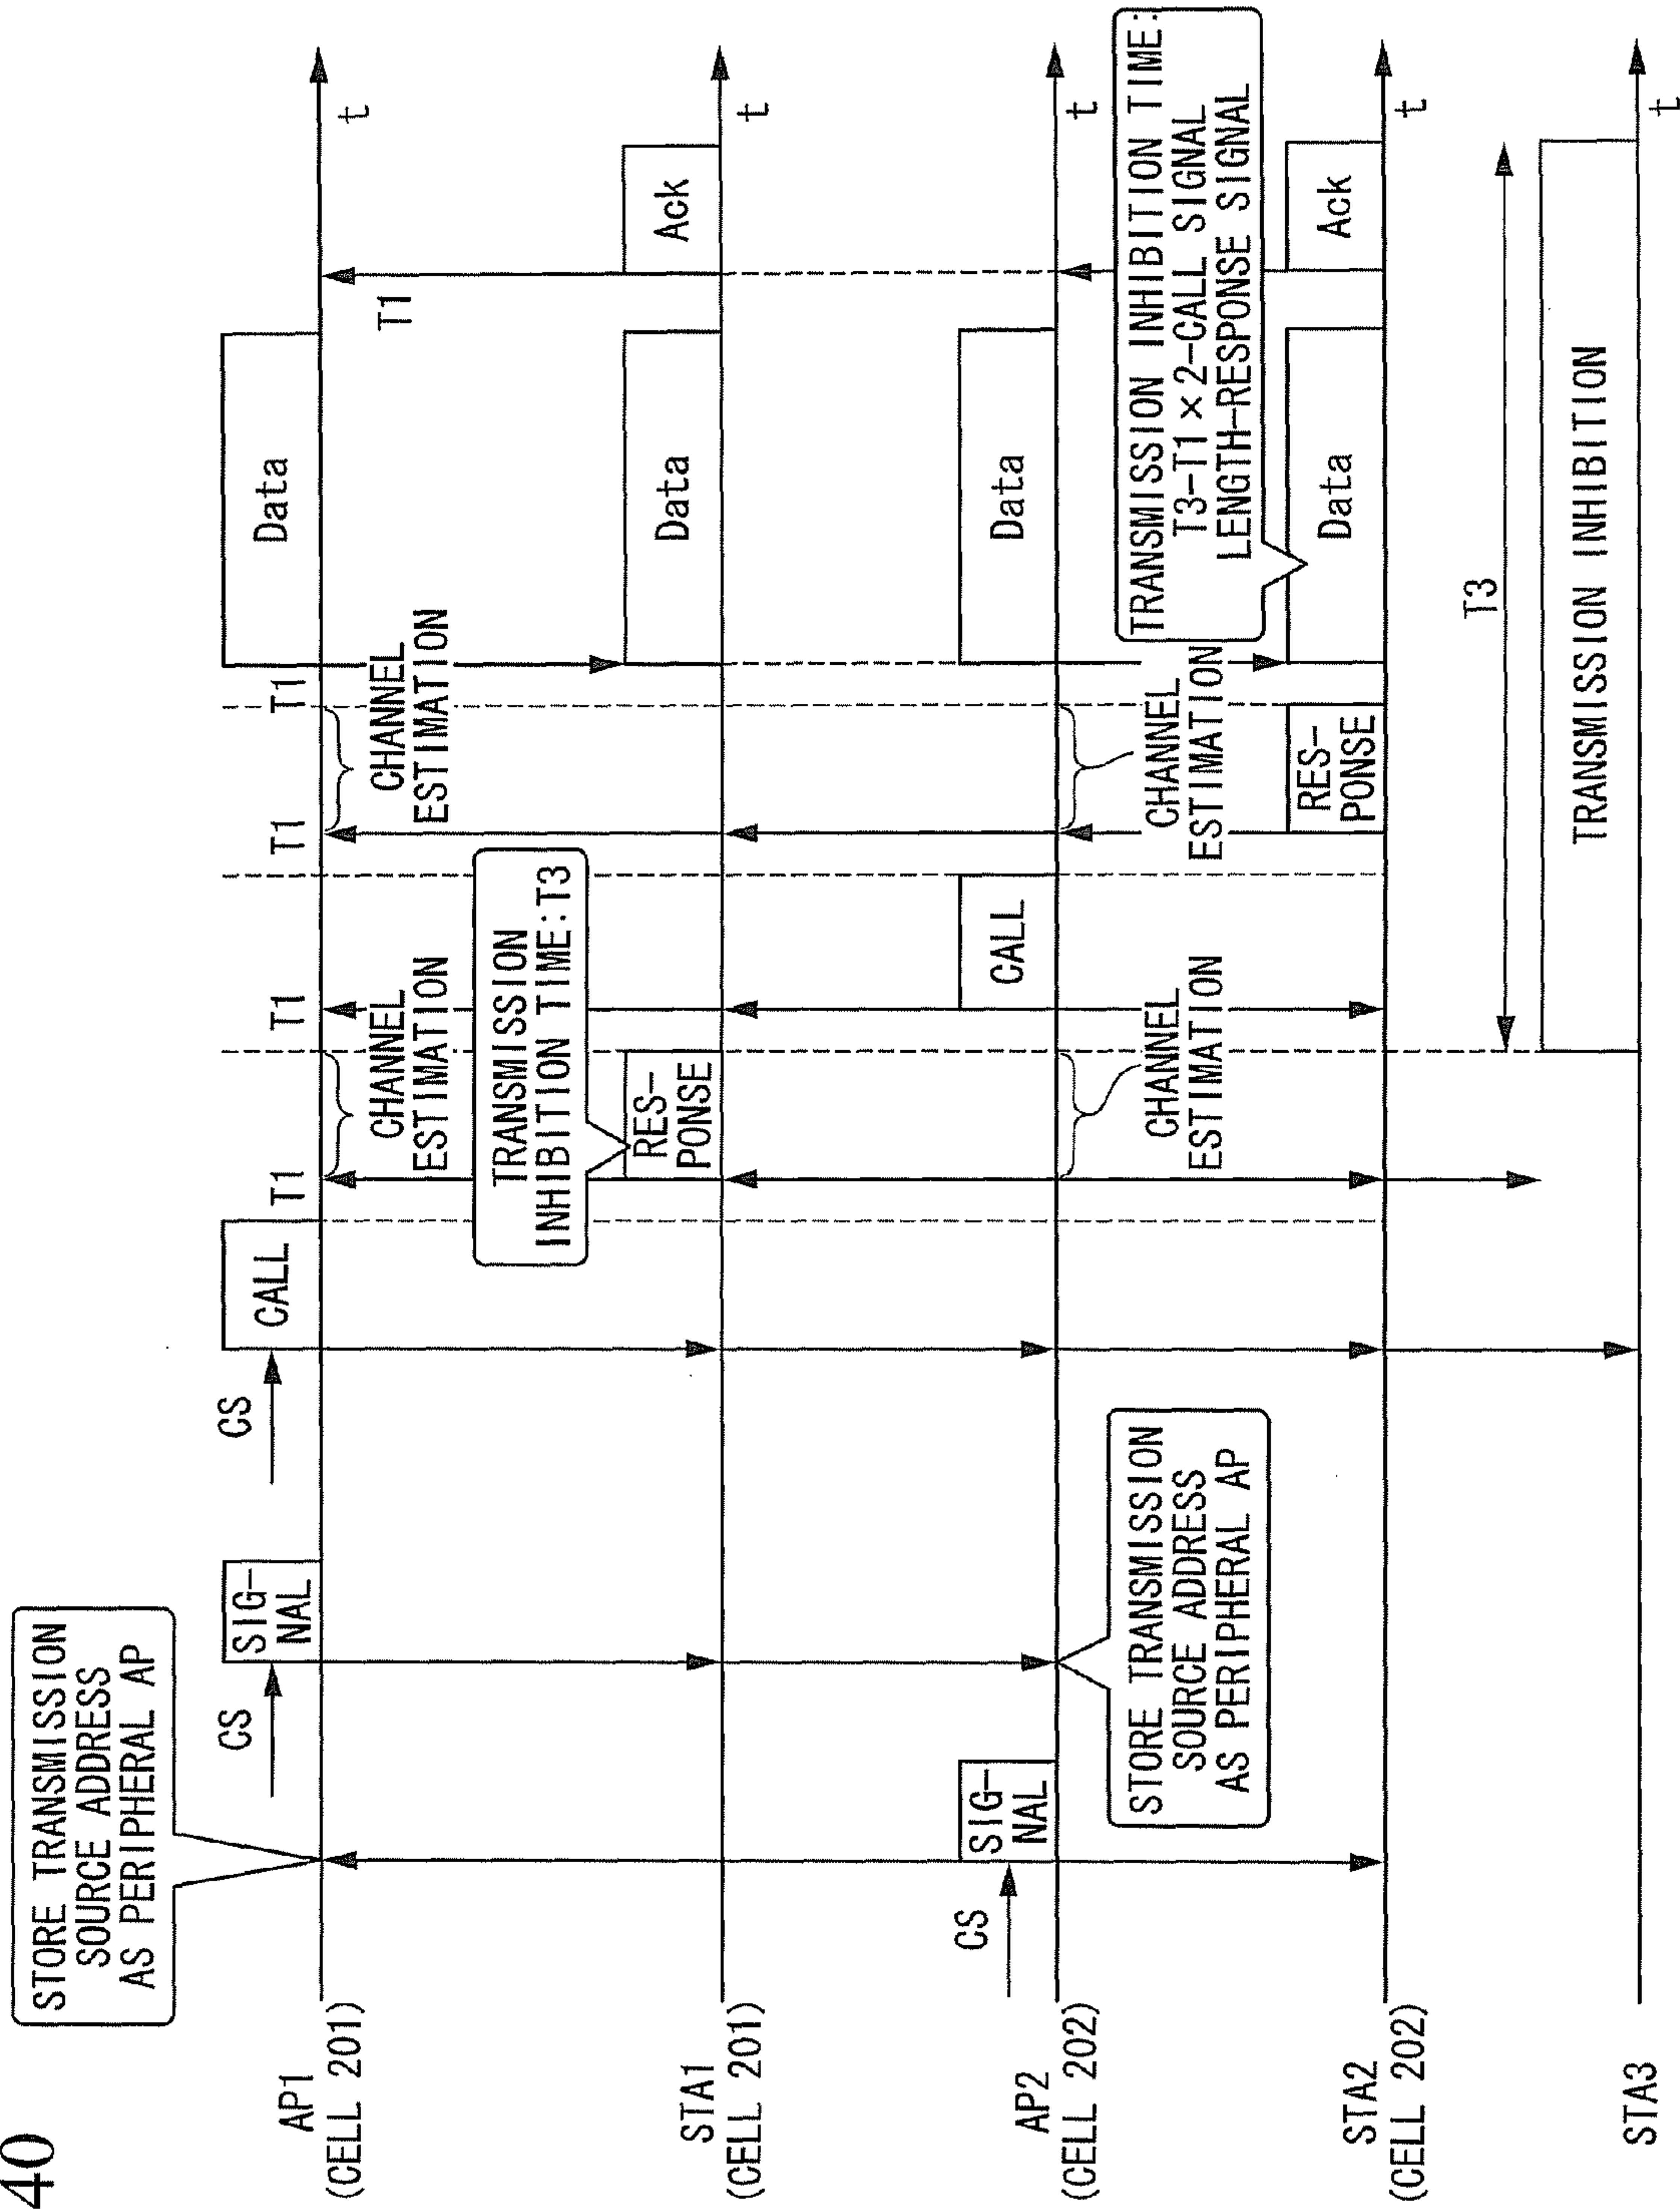 40
STORE TRANSMISSION
SOURCE ADDRESS
AS PERIPHERAL AP
AP1
(CELL 201)
CS
SIG-
NAL
CS
CALL
T1
CHANNEL
ESTIMATION
T1
T1
CHANNEL
ESTIMATION
T1
Data
T1
t
STA1
(CELL 201)
TRANSMISSION
INHIBITION TIME:T3
RES-
PONSE
Data
Ack
t
AP2
(CELL 202)
CS
SIG-
NAL
STORE TRANSMISSION
SOURCE ADDRESS
AS PERIPHERAL AP
CHANNEL
ESTIMATION
CALL
CHANNEL
ESTIMATION
Data
t
TRANSMISSION INHIBITION TIME:
T3-T1×2-CALL SIGNAL
LENGTH-RESPONSE SIGNAL
STA2
(CELL 202)
RES-
PONSE
Data
Ack
t
STA3
T3
TRANSMISSION INHIBITION
t